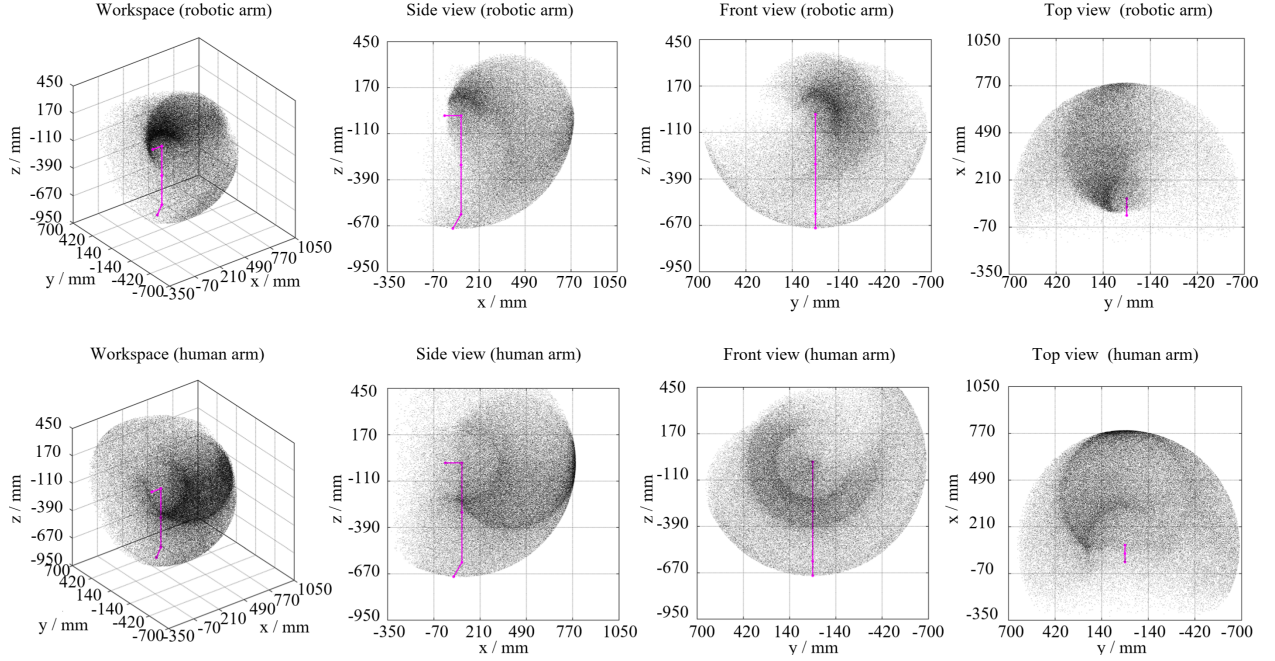 Workspace (robotic arm)
Side view (robotic arm)
Front view (robotic arm)
Top view (robotic arm)
z / mm
450
170
-110
-390
-670
-950
700
420
140
-140
-420
-700
y / mm
-350
-70
210
490
770
1050
x / mm
z / mm
450
170
-110
-390
-670
-950
-350 -70 210 490 770 1050
x / mm
z / mm
450
170
-110
-390
-670
-950
700 420 140 -140 -420 -700
y / mm
x / mm
1050
770
490
210
-70
-350
700 420 140 -140 -420 -700
y / mm
Workspace (human arm)
Side view (human arm)
Front view (human arm)
Top view (human arm)
z / mm
450
170
-110
-390
-670
-950
700
420
140
-140
-420
-700
y / mm
-350
-70
210
490
770
1050
x / mm
z / mm
450
170
-110
-390
-670
-950
-350 -70 210 490 770 1050
x / mm
z / mm
450
170
-110
-390
-670
-950
700 420 140 -140 -420 -700
y / mm
x / mm
1050
770
490
210
-70
-350
700 420 140 -140 -420 -700
y / mm